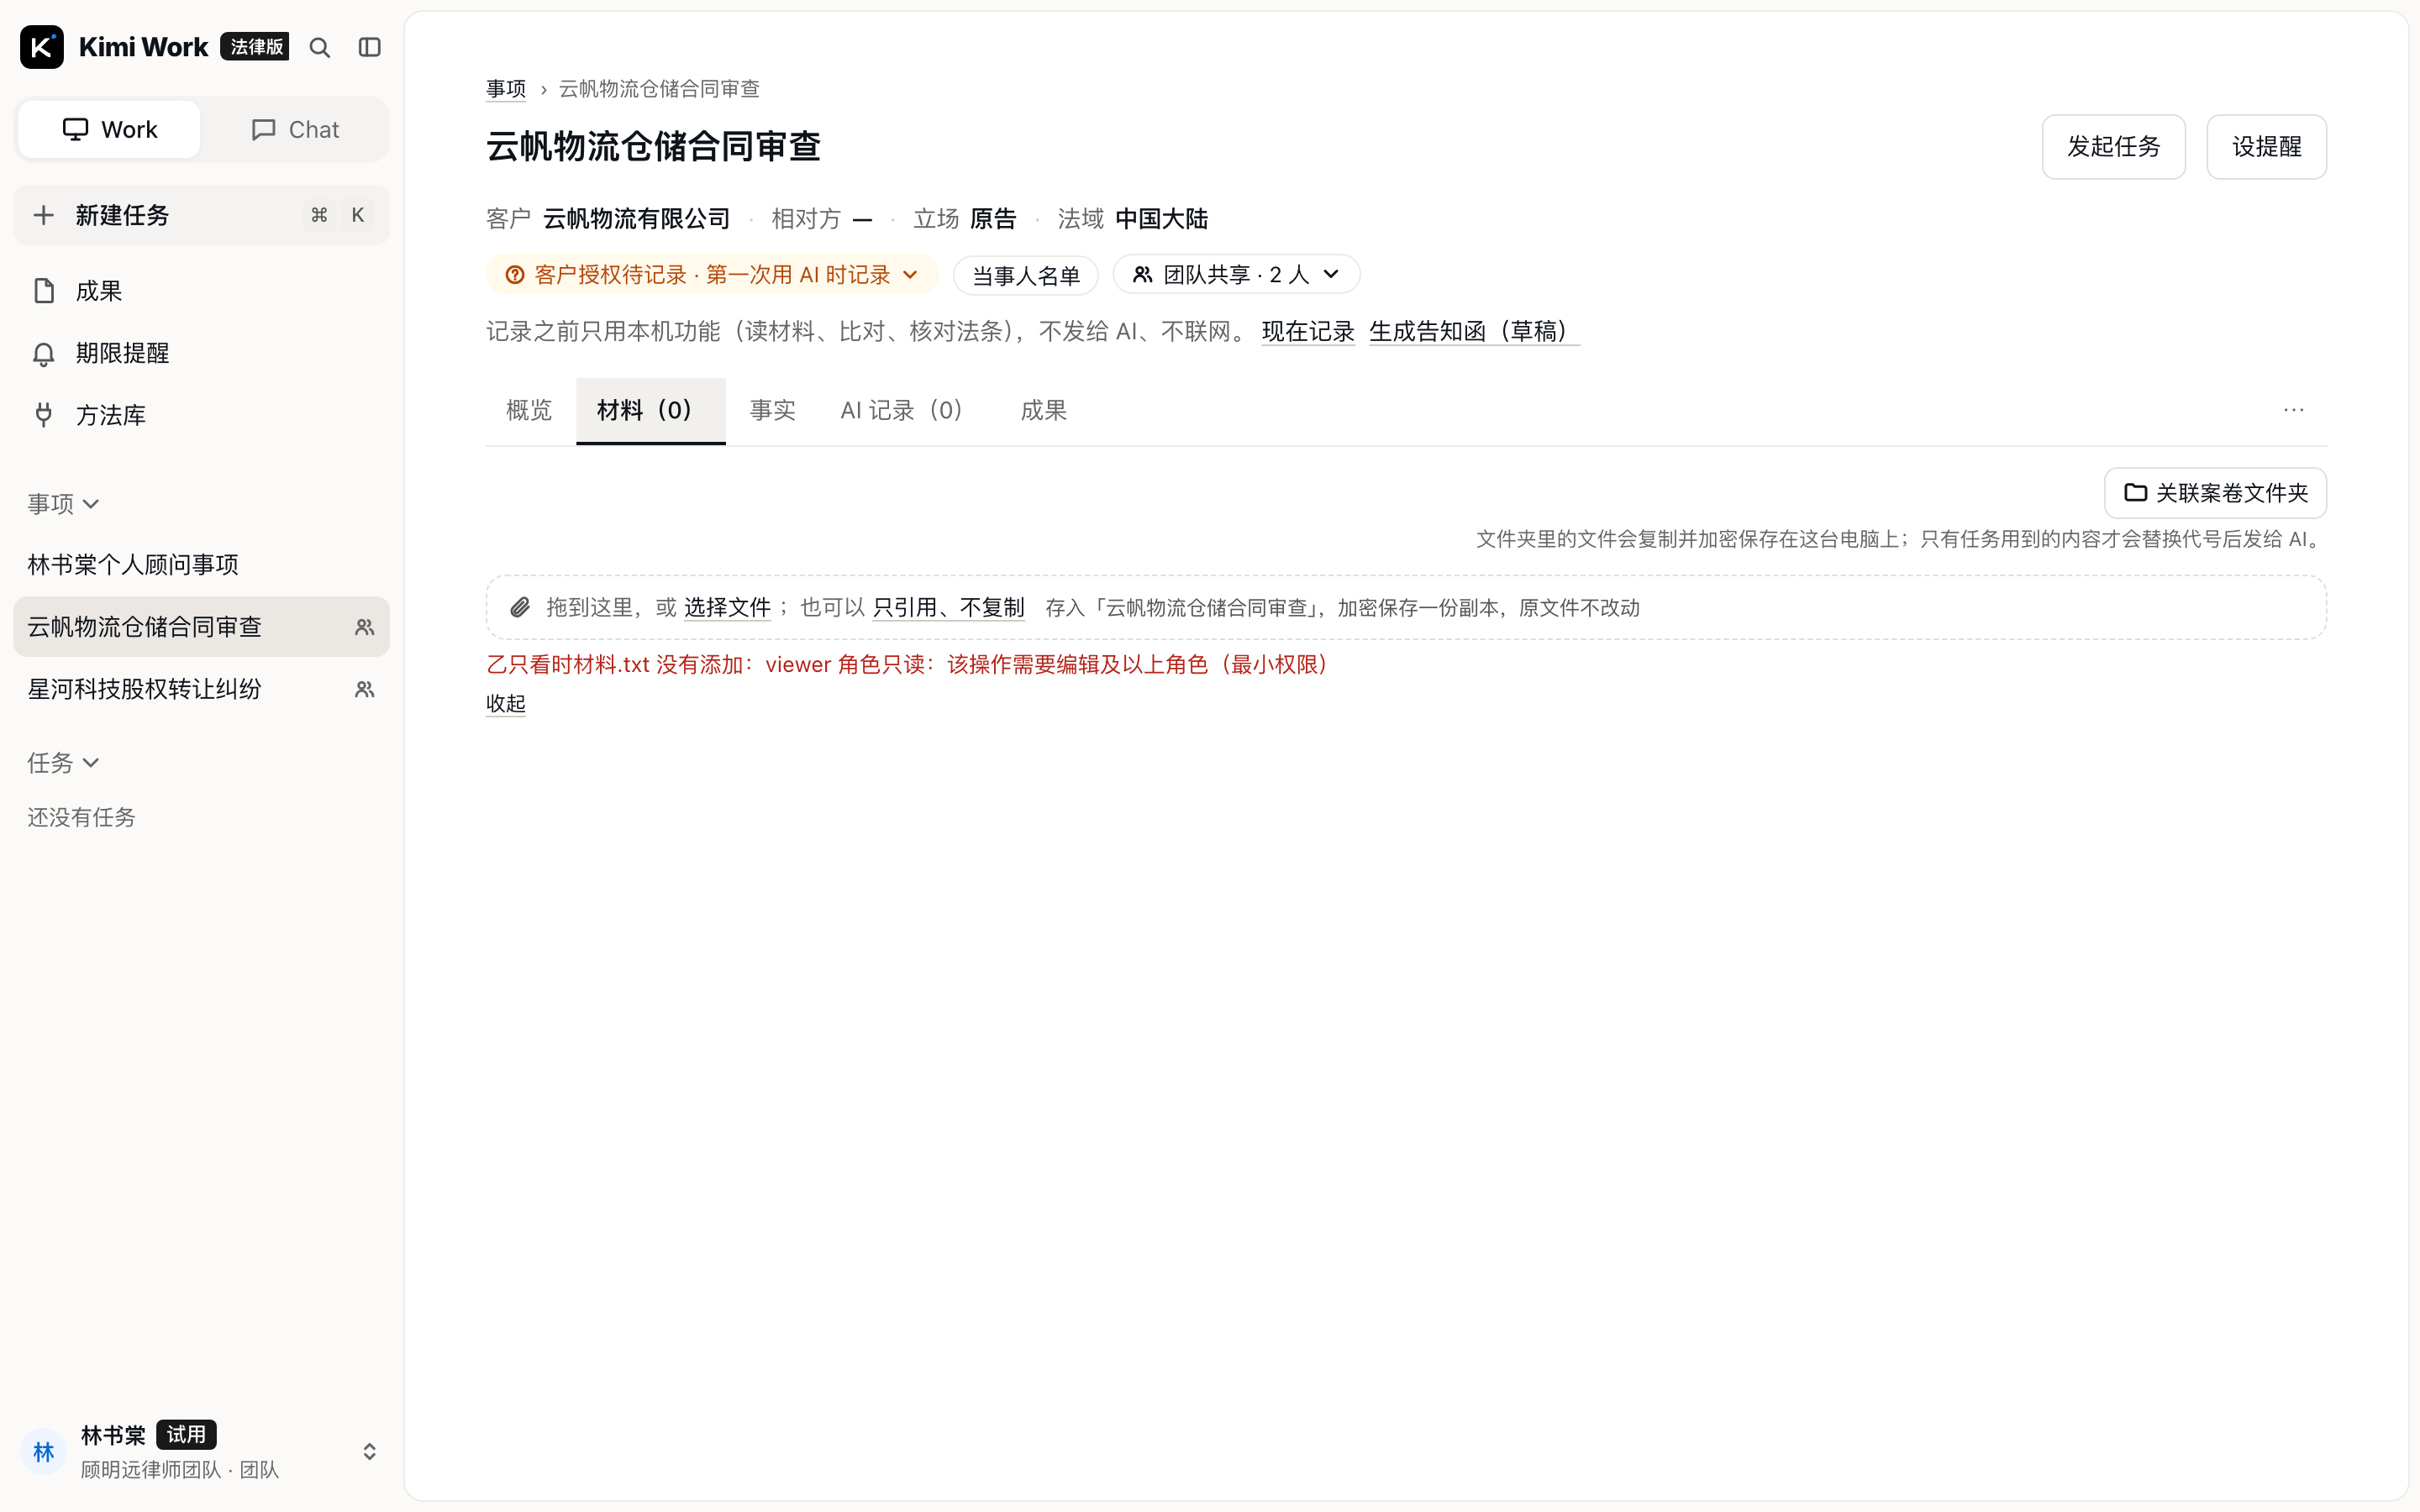 Kimi Work 法律版
Work
Chat
新建任务 ⌘ K
成果
期限提醒
方法库
事项
林书棠个人顾问事项
云帆物流仓储合同审查
星河科技股权转让纠纷
任务
还没有任务
林 林书棠 试用
顾明远律师团队 · 团队
事项 › 云帆物流仓储合同审查
云帆物流仓储合同审查
发起任务
设提醒
客户 云帆物流有限公司 · 相对方 — · 立场 原告 · 法域 中国大陆
客户授权待记录 · 第一次用 AI 时记录
当事人名单
团队共享 · 2 人
记录之前只用本机功能（读材料、比对、核对法条），不发给 AI、不联网。 现在记录 生成告知函（草稿）
概览 材料（0） 事实 AI 记录（0） 成果 ···
关联案卷文件夹
文件夹里的文件会复制并加密保存在这台电脑上；只有任务用到的内容才会替换代号后发给 AI。
拖到这里，或 选择文件 ；也可以 只引用、不复制 存入「云帆物流仓储合同审查」，加密保存一份副本，原文件不改动
乙只看时材料.txt 没有添加：viewer 角色只读：该操作需要编辑及以上角色（最小权限）
收起